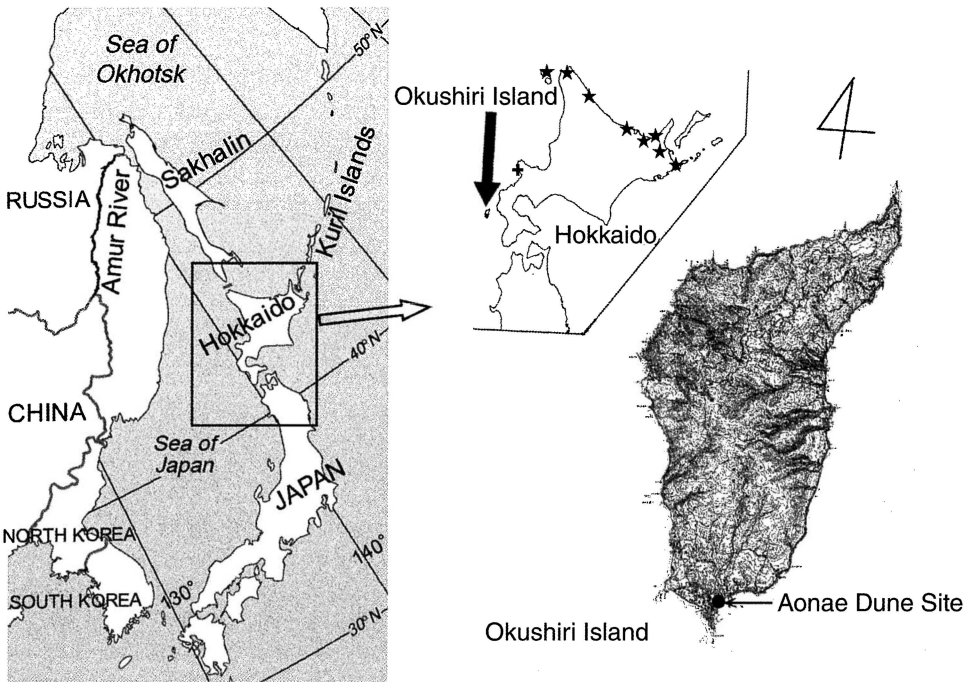 Sea of
Okhotsk
50°N
Sakhalin
Kuril Islands
RUSSIA
Amur River
Hokkaido
40°N
CHINA
Sea of
Japan
JAPAN
NORTH KOREA
SOUTH KOREA
130°
140°
30°N
Okushiri Island
Hokkaido
Aonae Dune Site
Okushiri Island